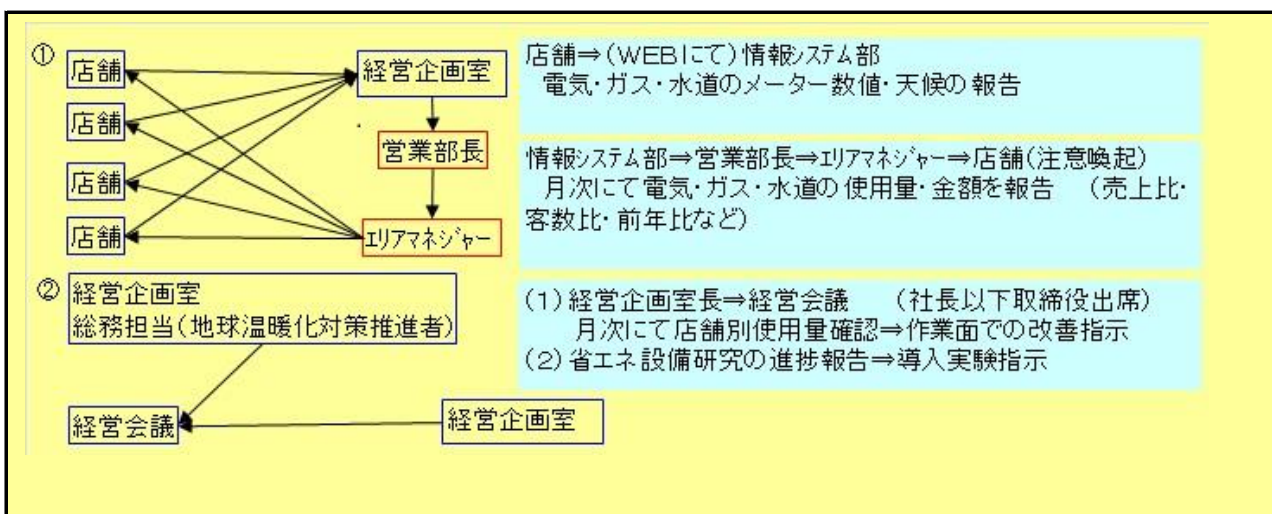 ①
店舗
店舗
店舗
店舗
経営企画室
営業部長
エリアマネジャー
店舗⇒(WEBにて)情報システム部
電気・ガス・水道のメーター数値・天候の報告
情報システム部⇒営業部長⇒エリアマネジャー⇒店舗(注意喚起)
月次にて電気・ガス・水道の使用量・金額を報告 (売上比・
客数比・前年比など)
②
経営企画室
総務担当(地球温暖化対策推進者)
経営会議
経営企画室
(1)経営企画室長⇒経営会議 (社長以下取締役出席)
月次にて店舗別使用量確認⇒作業面での改善指示
(2)省エネ設備研究の進捗報告⇒導入実験指示